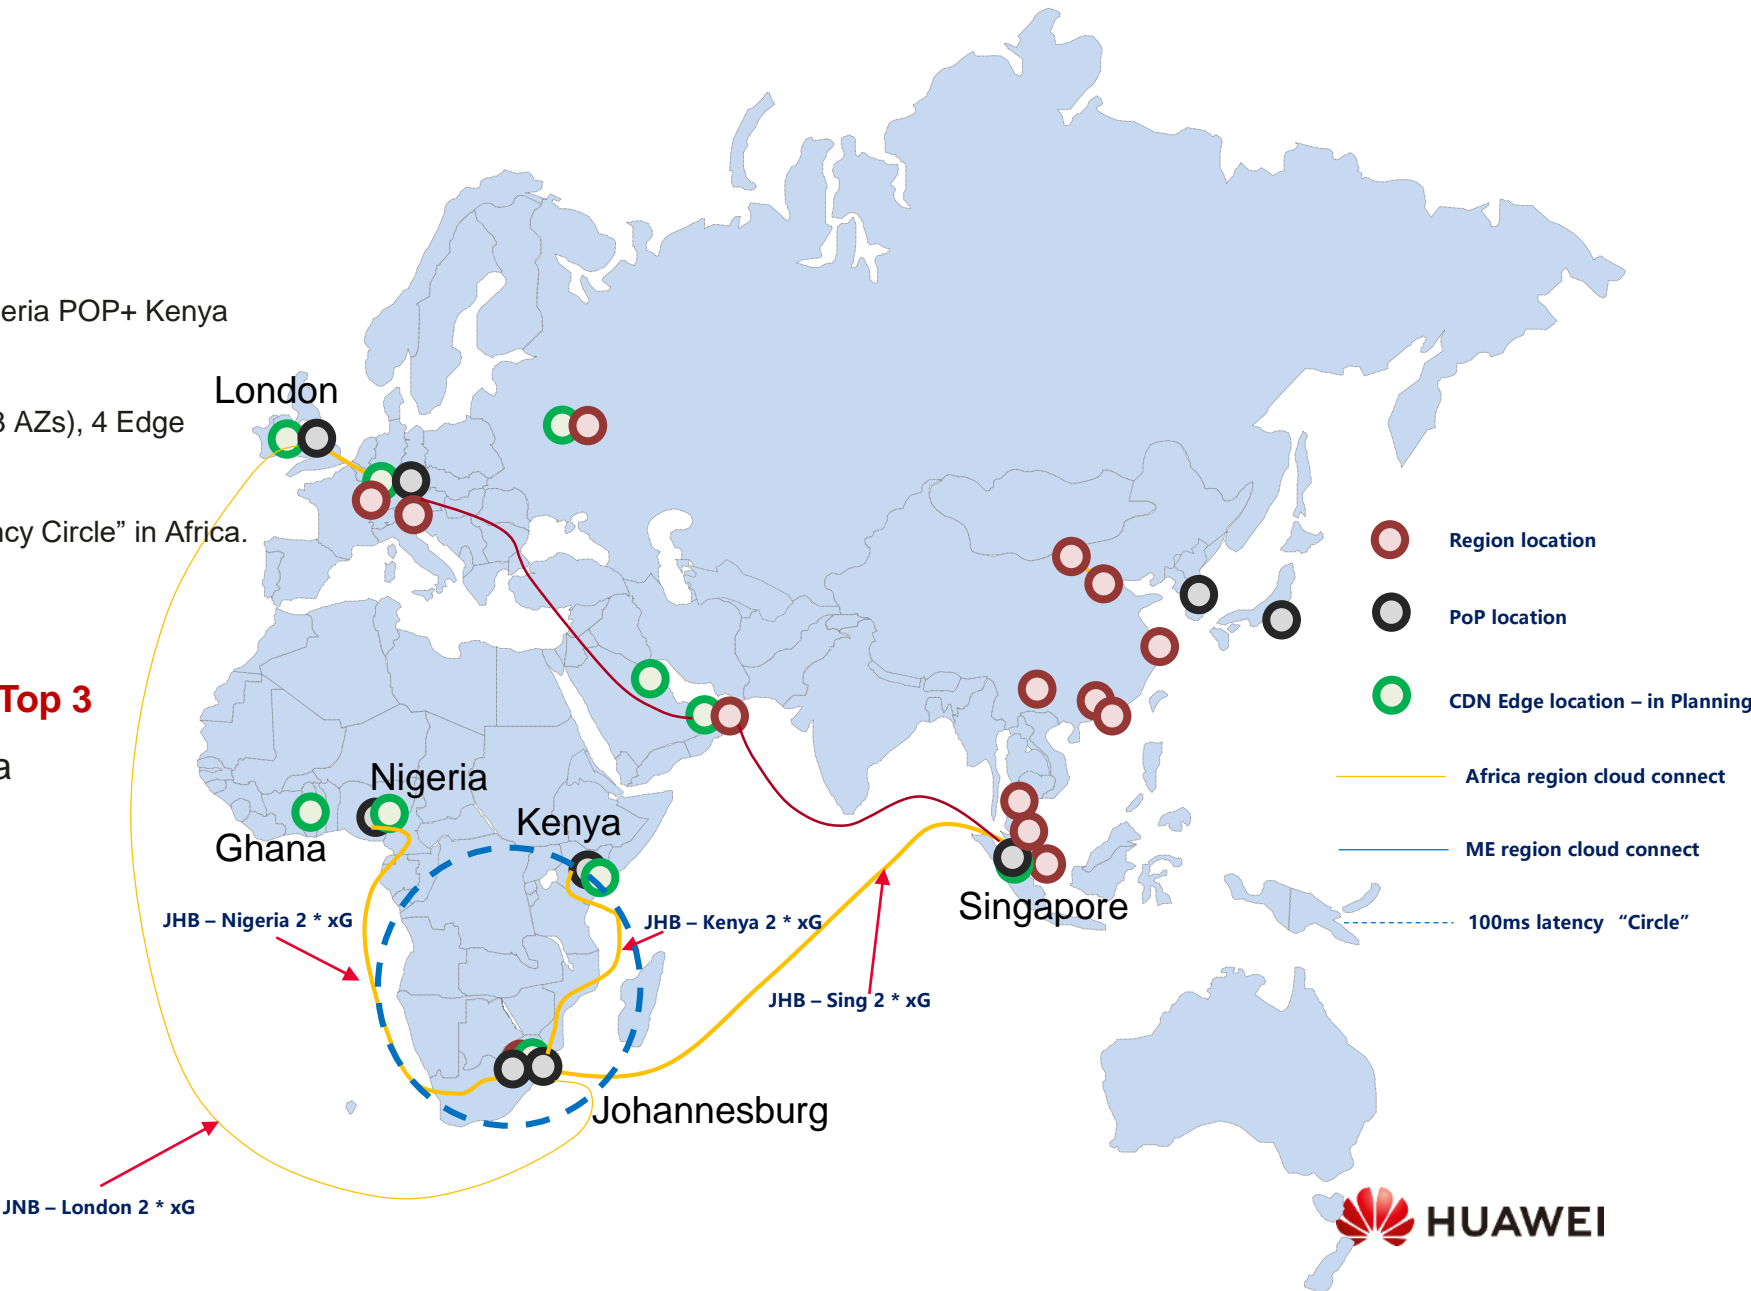 eria POP+ Kenya
London
AZs), 4 Edge
ncy Circle” in Africa.
Region location
PoP location
Top 3
CDN Edge location – in Planning
a
Nigeria
Africa region cloud connect
Kenya
Ghana
ME region cloud connect
Singapore
JHB – Nigeria 2 * xG
JHB – Kenya 2 * xG
100ms latency “Circle”
JHB – Sing 2 * xG
Johannesburg
JNB – London 2 * xG
HUAWEI